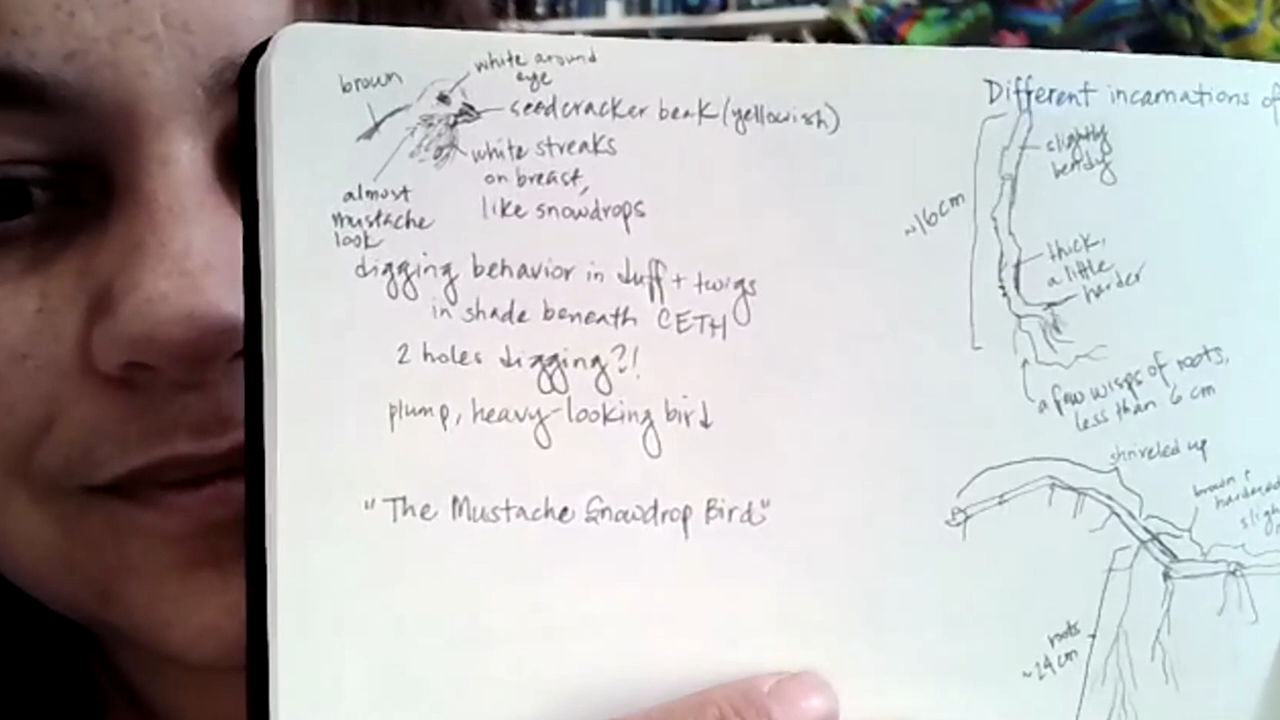 brown
white around
eye
seedcracker beak (yellowish)
white streaks
on breast,
like snowdrops
almost
mustache
look
digging behavior in duff + twigs
in shade beneath CETH
2 holes digging?!
plump, heavy-looking bird
"The Mustache Snowdrop Bird"
Different incarnations of
slightly
bendy
~16cm
thick,
a little
harder
a few wisps of roots,
less than 6 cm
shriveled up
brown +
hardened
roots
~24cm